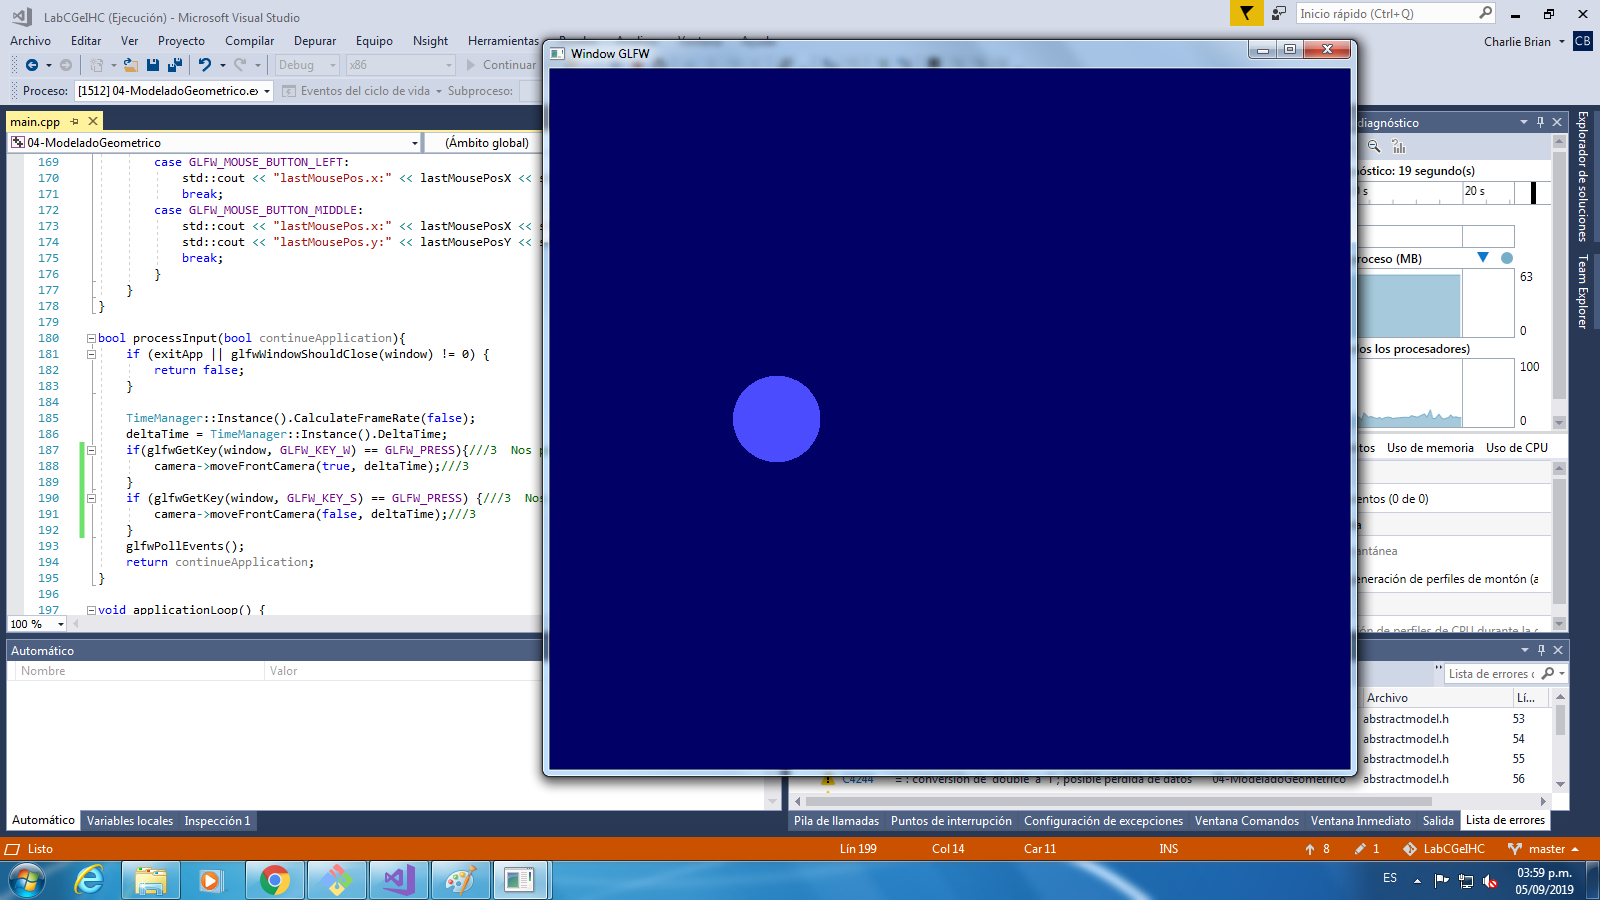 LabCGeIHC (Ejecución) - Microsoft Visual Studio
Inicio rápido (Ctrl+Q)
Archivo Editar Ver Proyecto Compilar Depurar Equipo Nsight Herramientas
Charlie Brian CB
Debug x86 Continuar
Proceso: [1512] 04-ModeladoGeometrico.ex Eventos del ciclo de vida Subproceso:
Window GLFW
main.cpp
04-ModeladoGeometrico (Ámbito global)
169 case GLFW_MOUSE_BUTTON_LEFT:
170 std::cout << "lastMousePos.x:" << lastMousePosX << s
171 break;
172 case GLFW_MOUSE_BUTTON_MIDDLE:
173 std::cout << "lastMousePos.x:" << lastMousePosX << s
174 std::cout << "lastMousePos.y:" << lastMousePosY << s
175 break;
176 }
177 }
178 }
179
180 bool processInput(bool continueApplication){
181 if (exitApp || glfwWindowShouldClose(window) != 0) {
182 return false;
183 }
184
185 TimeManager::Instance().CalculateFrameRate(false);
186 deltaTime = TimeManager::Instance().DeltaTime;
187 if(glfwGetKey(window, GLFW_KEY_W) == GLFW_PRESS){///3 Nos p
188 camera->moveFrontCamera(true, deltaTime);///3
189 }
190 if (glfwGetKey(window, GLFW_KEY_S) == GLFW_PRESS) {///3 Nos
191 camera->moveFrontCamera(false, deltaTime);///3
192 }
193 glfwPollEvents();
194 return continueApplication;
195 }
196
197 void applicationLoop() {
100 %
diagnóstico
óstico: 19 segundo(s)
s 20 s
roceso (MB)
63
0
los los procesadores)
100
0
tos Uso de memoria Uso de CPU
entos (0 de 0)
a
antánea
eneración de perfiles de montón (a
ón de perfiles de CPU durante la c
Explorador de soluciones
Team Explorer
Automático
Nombre Valor
Automático Variables locales Inspección 1
" Lista de errores c
Archivo Lí...
abstractmodel.h 53
abstractmodel.h 54
abstractmodel.h 55
C4244 '=': conversión de 'double' a 'T'; posible pérdida de datos 04-ModeladoGeometrico abstractmodel.h 56
Pila de llamadas Puntos de interrupción Configuración de excepciones Ventana Comandos Ventana Inmediato Salida Lista de errores
Listo Lín 199 Col 14 Car 11 INS 8 1 LabCGeIHC master
ES
03:59 p.m.
05/09/2019